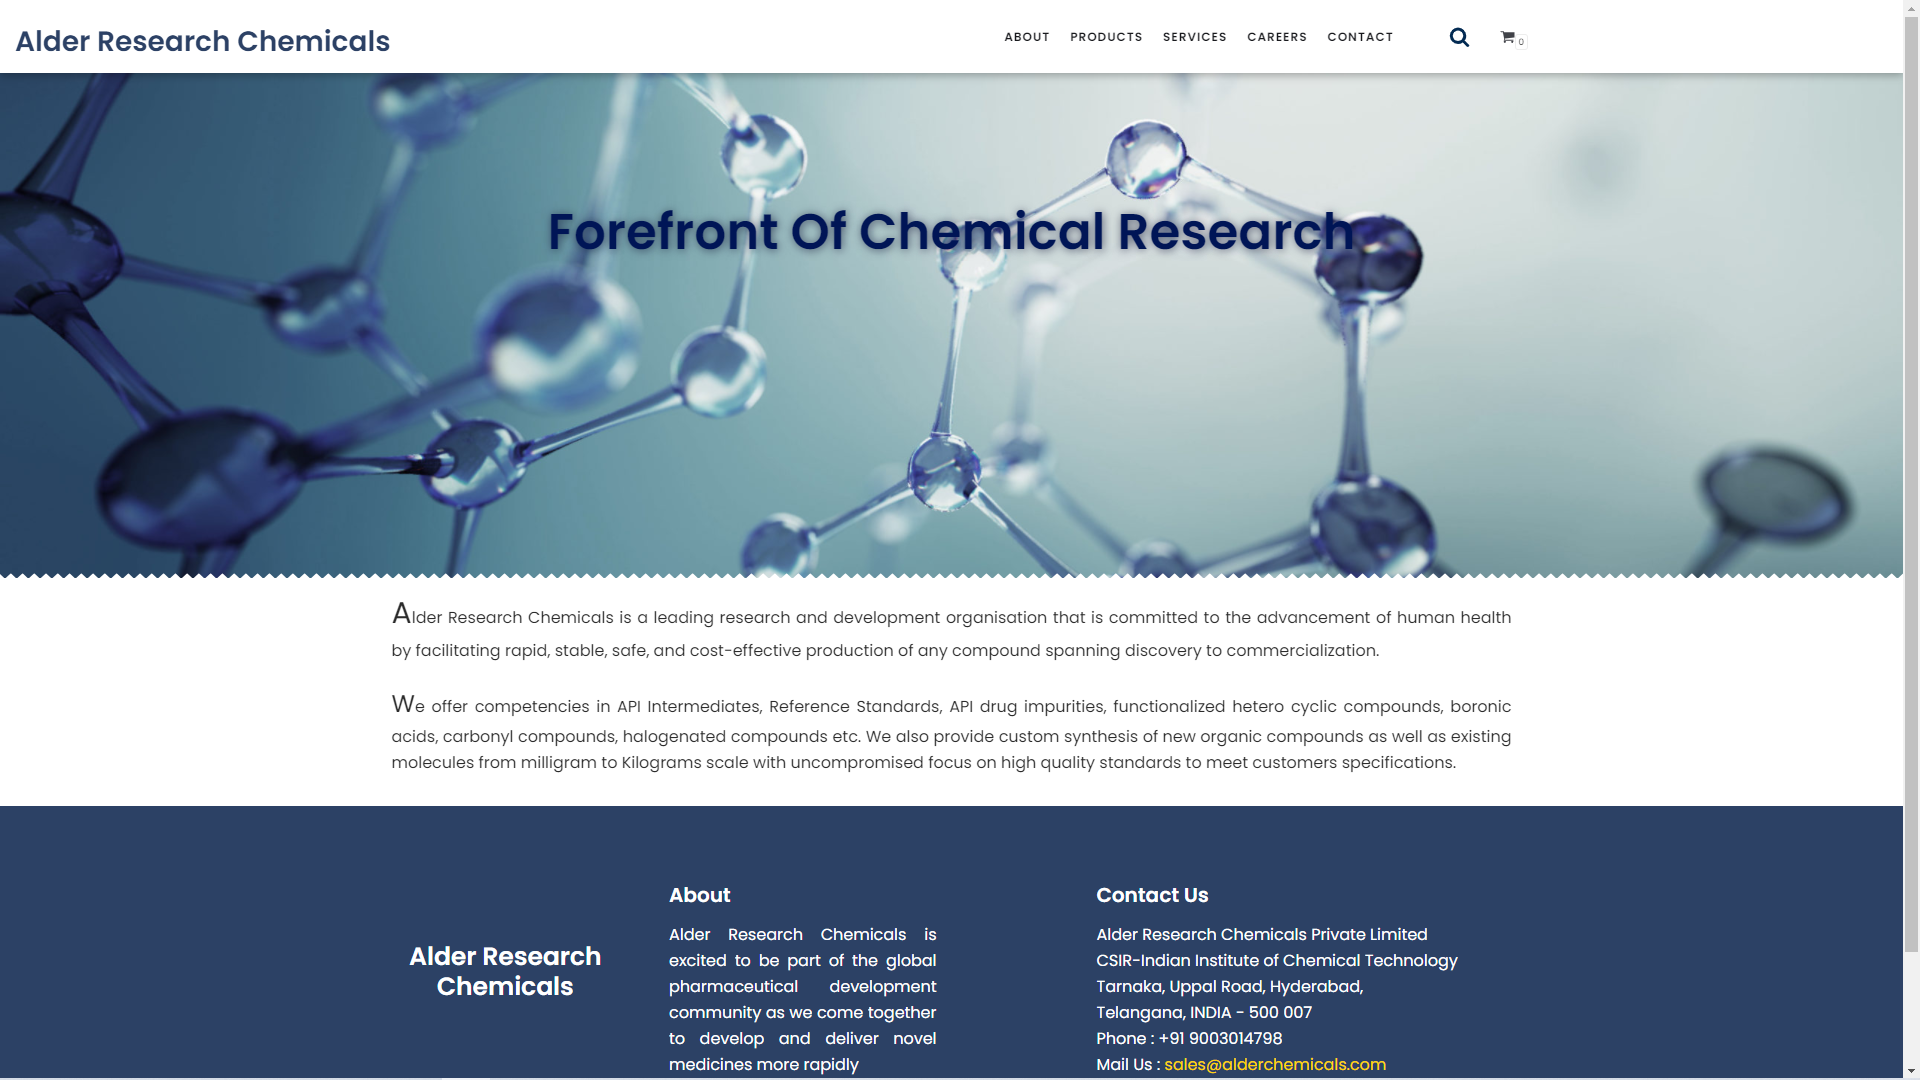 Alder Research Chemicals
ABOUT PRODUCTS SERVICES CAREERS CONTACT
0
Forefront Of Chemical Research
Alder Research Chemicals is a leading research and development organisation that is committed to the advancement of human health
by facilitating rapid, stable, safe, and cost-effective production of any compound spanning discovery to commercialization.
We offer competencies in API Intermediates, Reference Standards, API drug impurities, functionalized hetero cyclic compounds, boronic
acids, carbonyl compounds, halogenated compounds etc. We also provide custom synthesis of new organic compounds as well as existing
molecules from milligram to Kilograms scale with uncompromised focus on high quality standards to meet customers specifications.
Alder Research
Chemicals
About
Alder Research Chemicals is
excited to be part of the global
pharmaceutical development
community as we come together
to develop and deliver novel
medicines more rapidly
Contact Us
Alder Research Chemicals Private Limited
CSIR-Indian Institute of Chemical Technology
Tarnaka, Uppal Road, Hyderabad,
Telangana, INDIA - 500 007
Phone : +91 9003014798
Mail Us : sales@alderchemicals.com